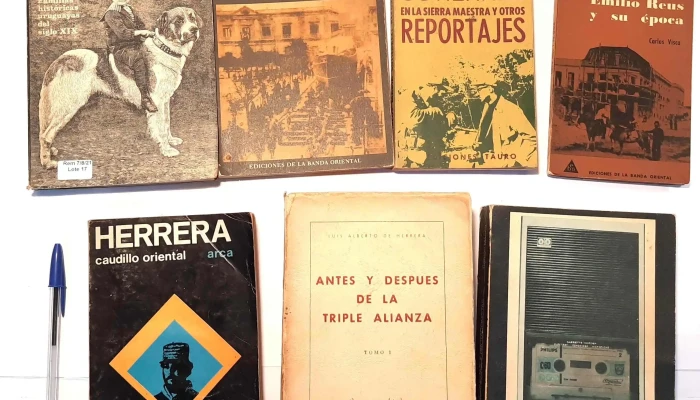 familias
históricas
uruguayas
del
siglo XIX
Rem 7/8/21
Lote 17
EDICIONES DE LA BANDA ORIENTAL
EN LA SIERRA MAESTRA Y OTROS
REPORTAJES
TAURO
Emilio Reus
y su época
Carlos Visca
EDICIONES DE LA BANDA ORIENTAL
HERRERA
caudillo oriental arca
LUIS ALBERTO DE HERRERA
ANTES Y DESPUES
DE LA
TRIPLE ALIANZA
TOMO I
PHILIPS